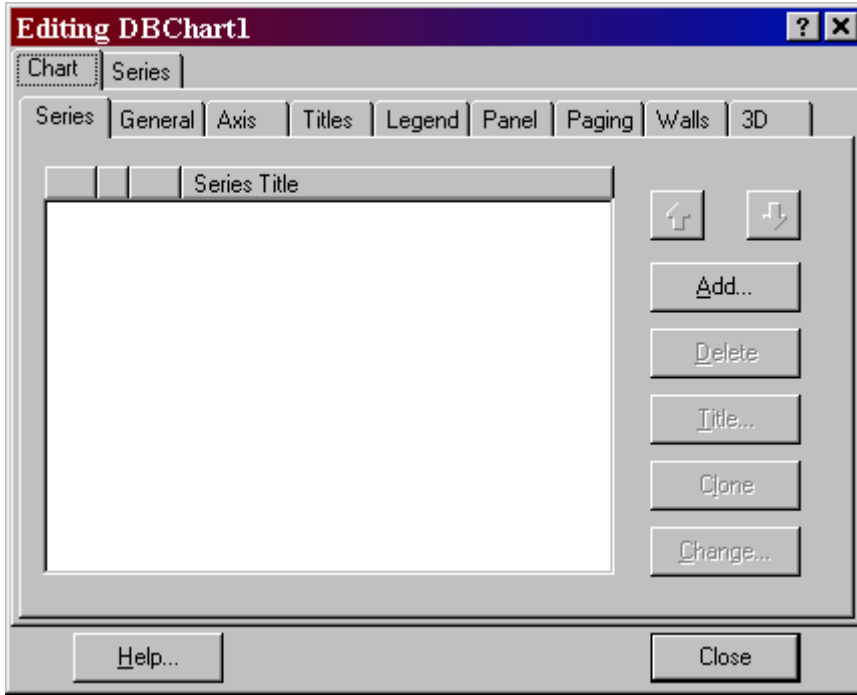 Editing DBChart1
Chart Series
Series General Axis Titles Legend Panel Paging Walls 3D
Series Title
Add...
Delete
Title...
Clone
Change...
Help... Close